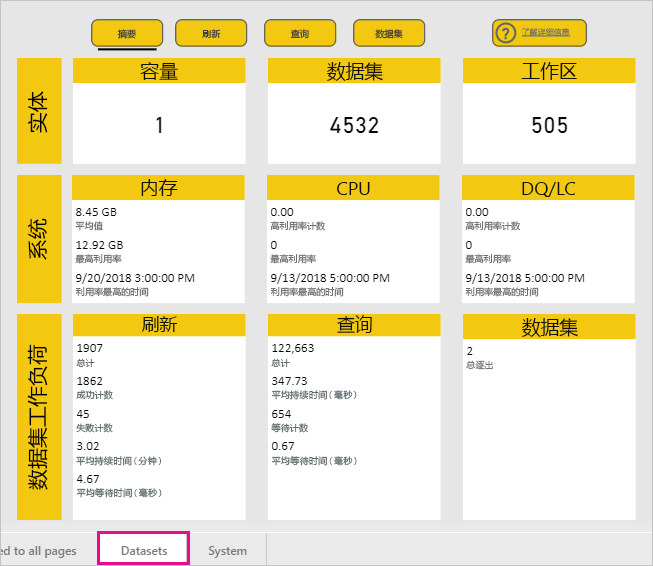 摘要 刷新 查询 数据集 ? 了解详细信息
实体
容量
1
数据集
4532
工作区
505
系统
内存
8.45 GB
平均值
12.92 GB
最高利用率
9/20/2018 3:00:00 PM
利用率最高的时间
CPU
0.00
高利用率计数
0
最高利用率
9/13/2018 5:00:00 PM
利用率最高的时间
DQ/LC
0.00
高利用率计数
0
最高利用率
9/13/2018 5:00:00 PM
利用率最高的时间
数据集工作负荷
刷新
1907
总计
1862
成功计数
45
失败计数
3.02
平均持续时间(分钟)
4.67
平均等待时间(毫秒)
查询
122,663
总计
347.73
平均持续时间(毫秒)
654
等待计数
0.67
平均等待时间(毫秒)
数据集
2
总逐出
ed to all pages Datasets System